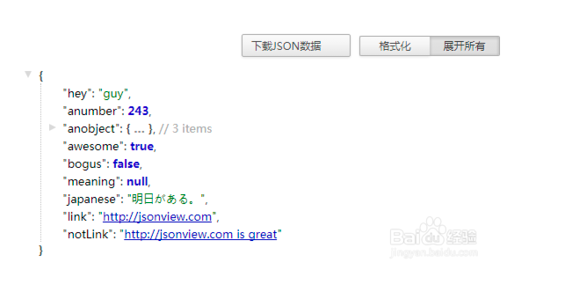 下載JSON数据 格式化 展开所有
{
"hey": "guy",
"anumber": 243,
"anobject": { ... }, // 3 items
"awesome": true,
"bogus": false,
"meaning": null,
"japanese": "明日がある。",
"link": "http://jsonview.com",
"notLink": "http://jsonview.com is great"
}
Baidu 经验
jingyan.baidu.com